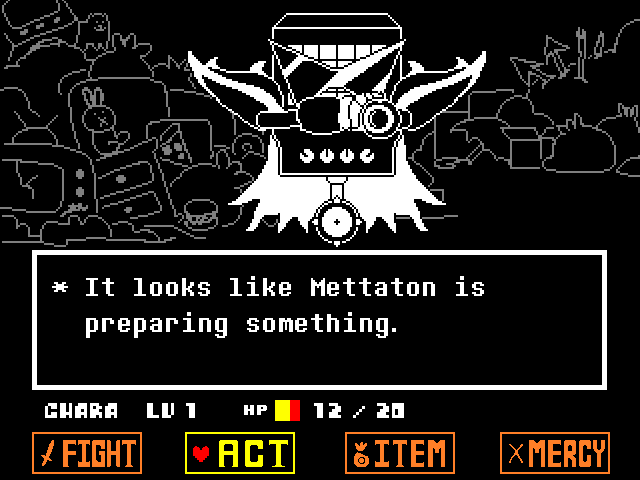 * It looks like Mettaton is
preparing something.
CHARA LV 1 HP 12 / 20
FIGHT ACT ITEM MERCY